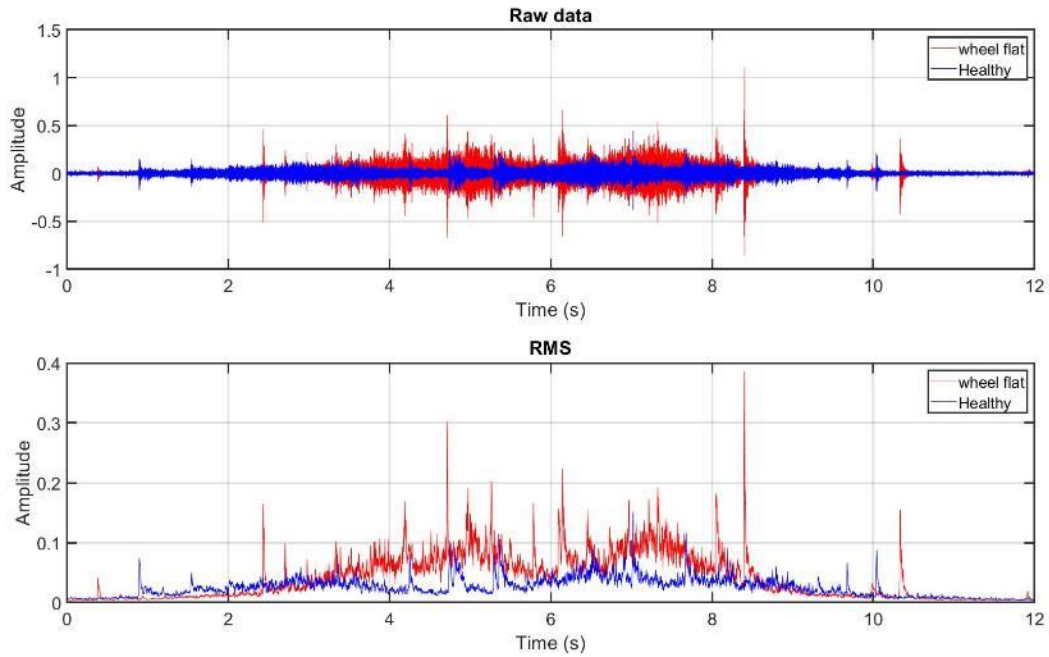 Raw data
1.5
1
0.5
0
-0.5
-1
Amplitude
wheel flat
Healthy
0 2 4 6 8 10 12
Time (s)
RMS
0.4
0.3
0.2
0.1
0
Amplitude
wheel flat
Healthy
0 2 4 6 8 10 12
Time (s)